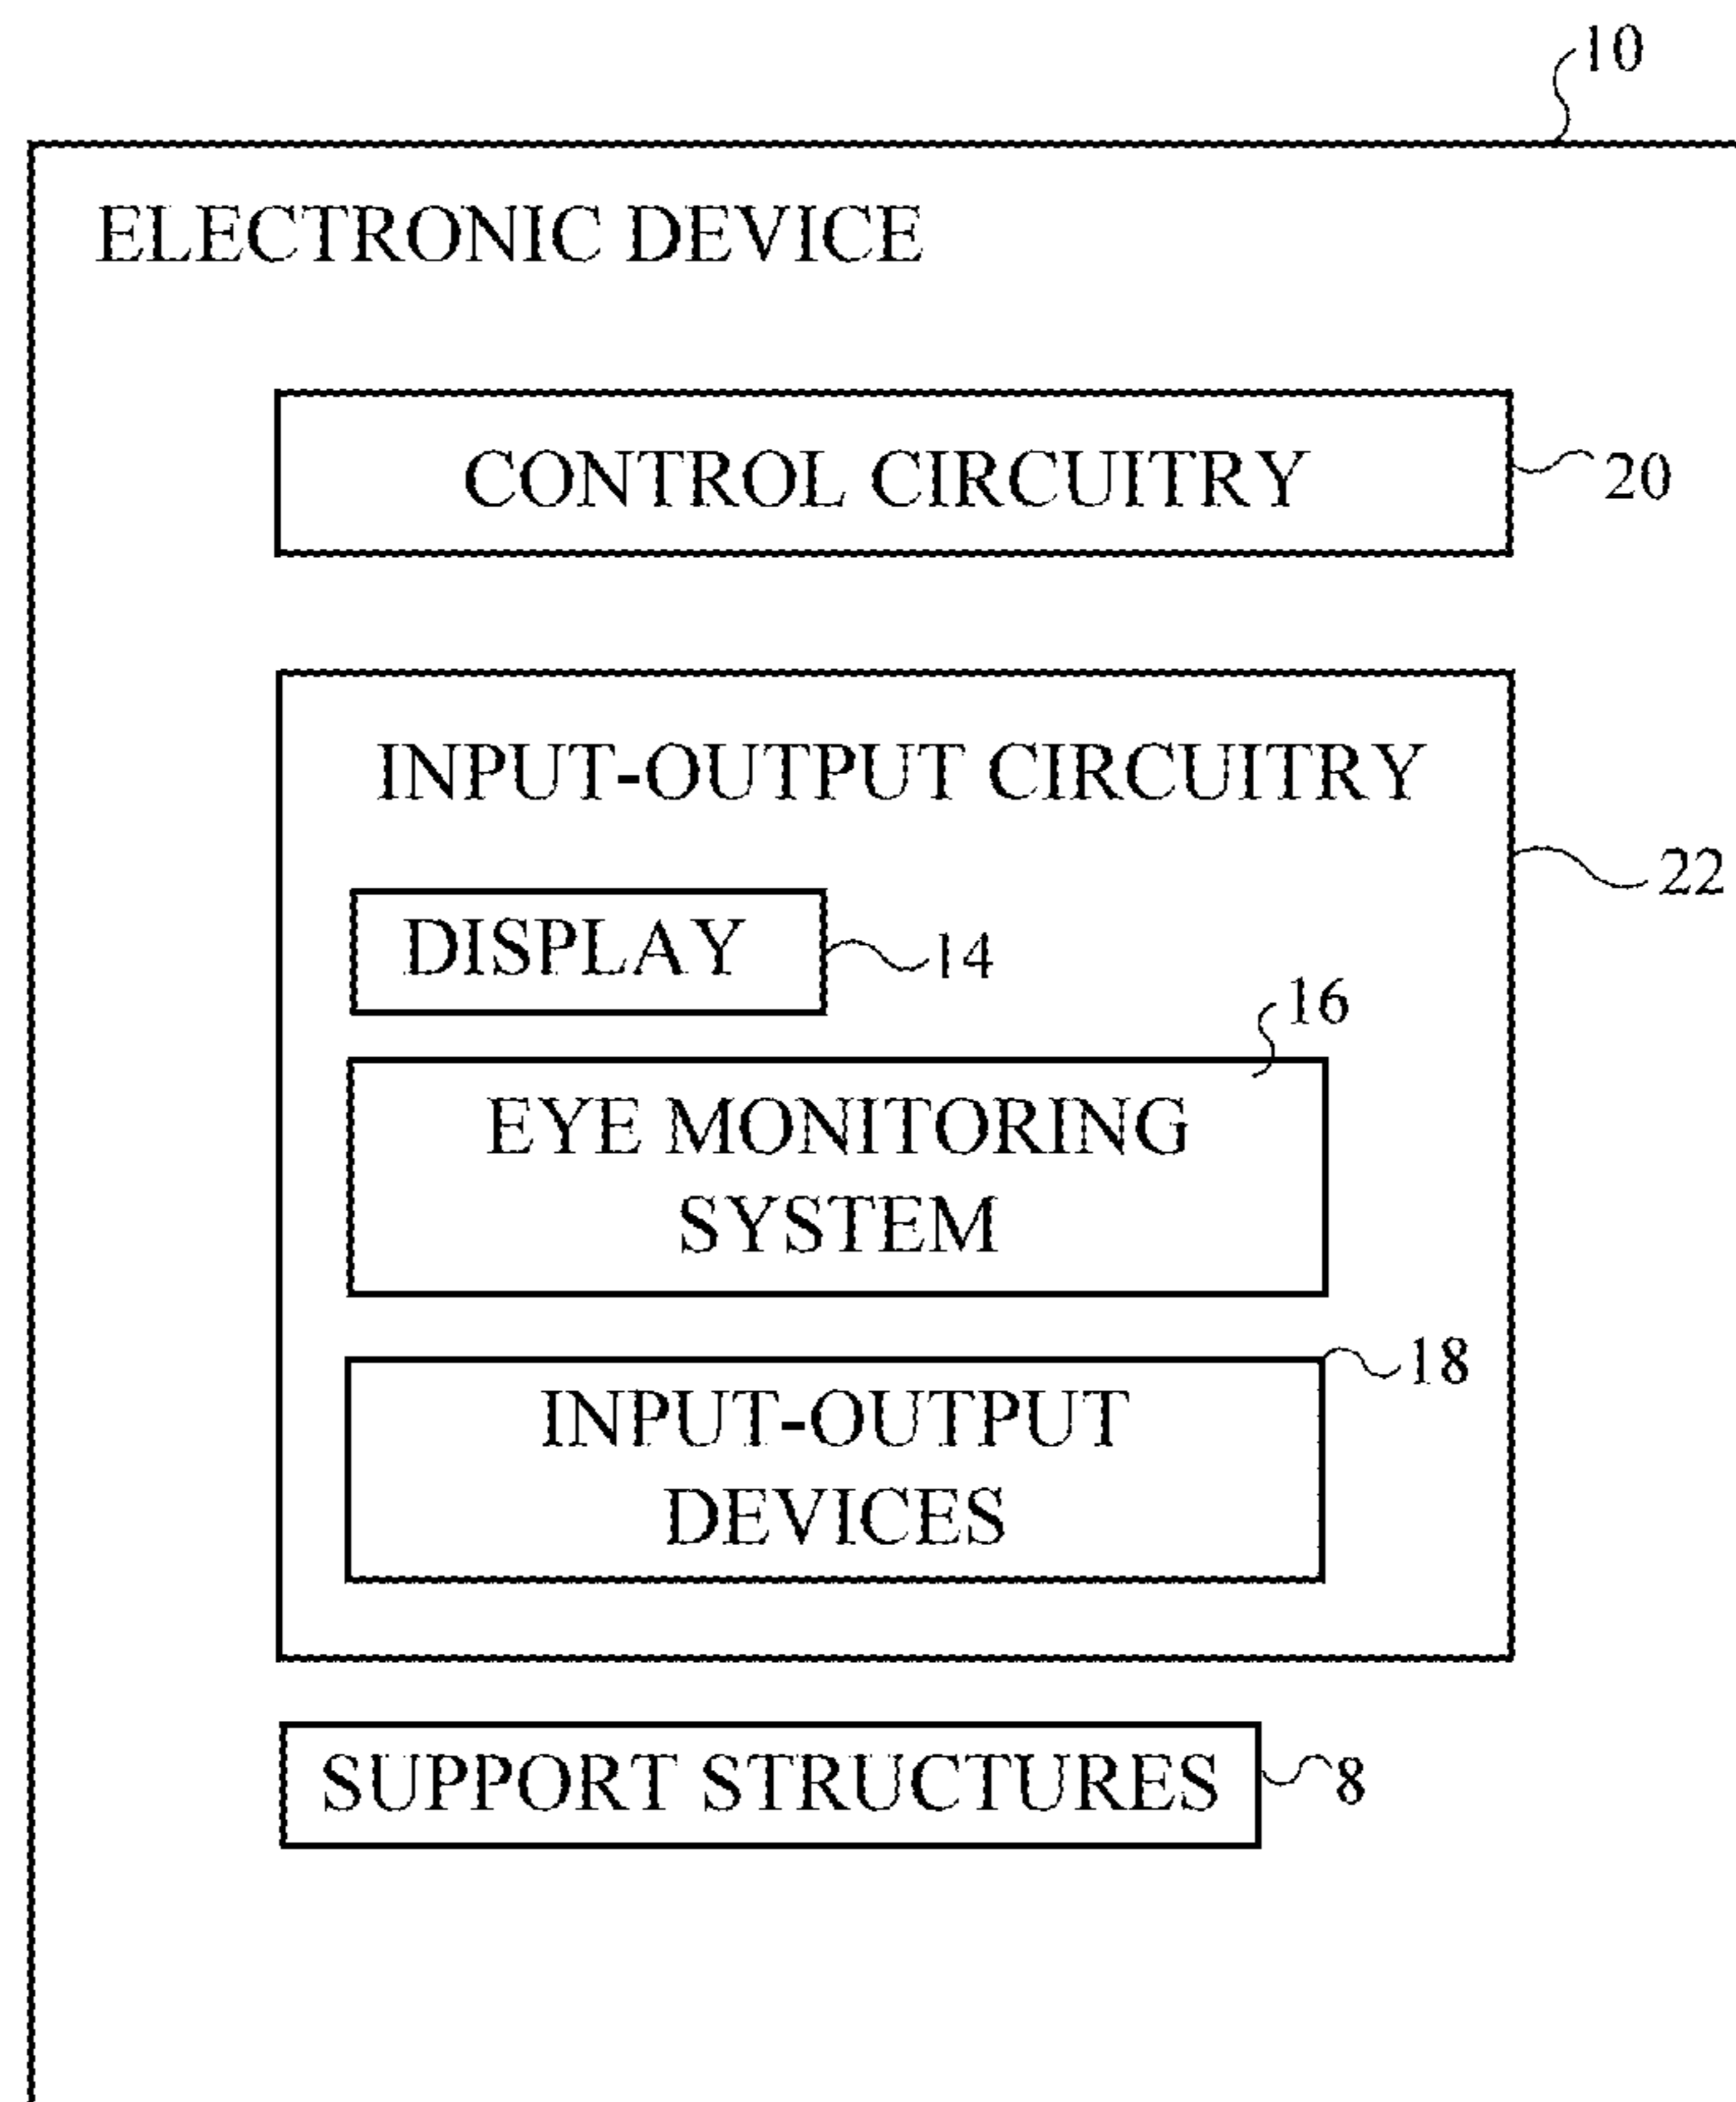 10
ELECTRONIC DEVICE
CONTROL CIRCUITRY
20
INPUT-OUTPUT CIRCUITRY
22
DISPLAY
14
16
EYE MONITORING
SYSTEM
18
INPUT-OUTPUT
DEVICES
SUPPORT STRUCTURES
8